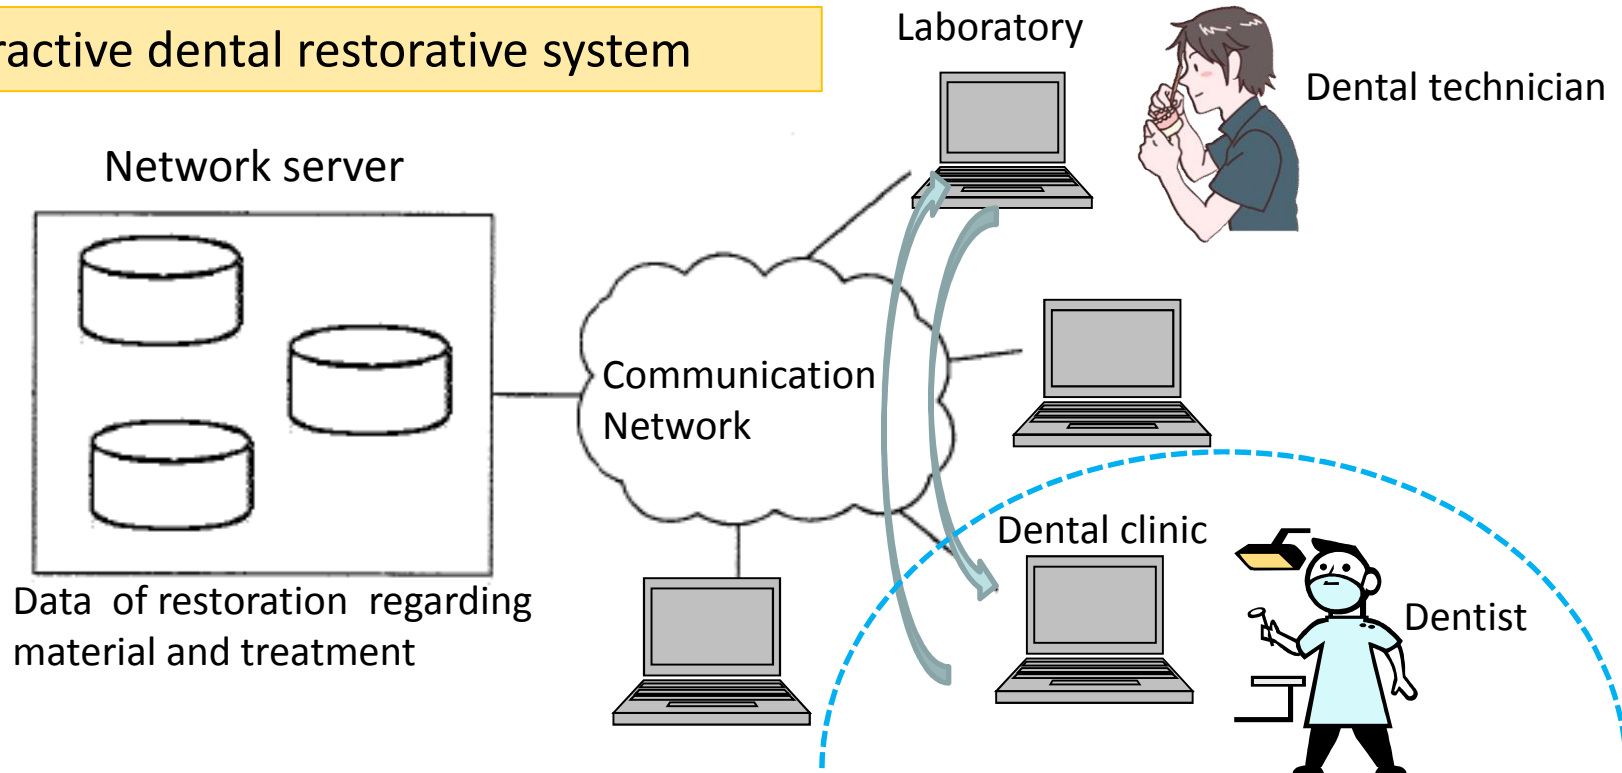 ractive dental restorative system
Laboratory
Dental technician
Network server
Communication
Network
Dental clinic
Dentist
Data of restoration regarding
material and treatment